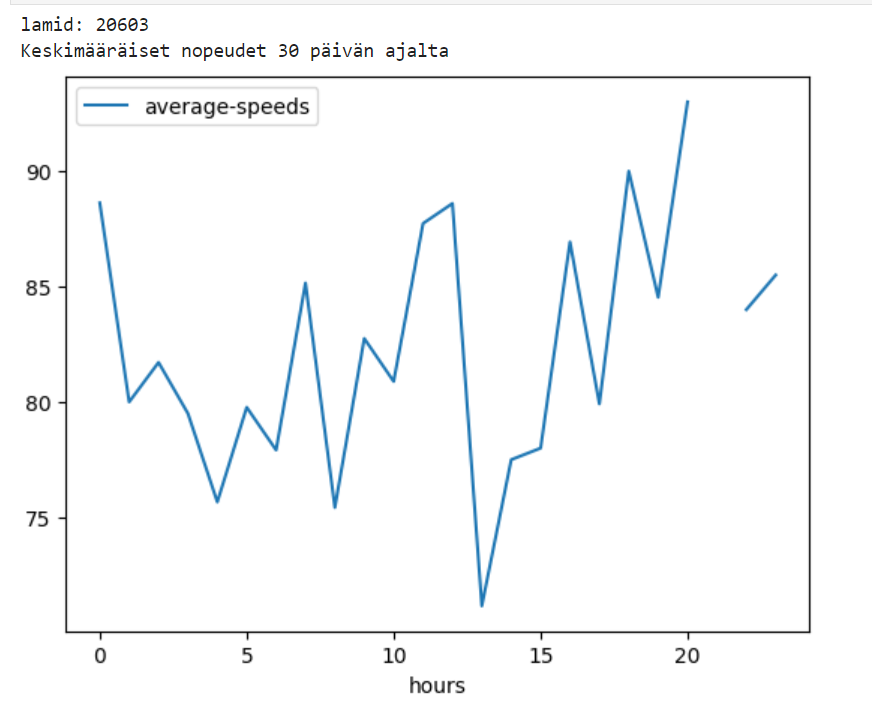 lamid: 20603
Keskimääräiset nopeudet 30 päivän ajalta
average-speeds
90
85
80
75
0 5 10 15 20
hours